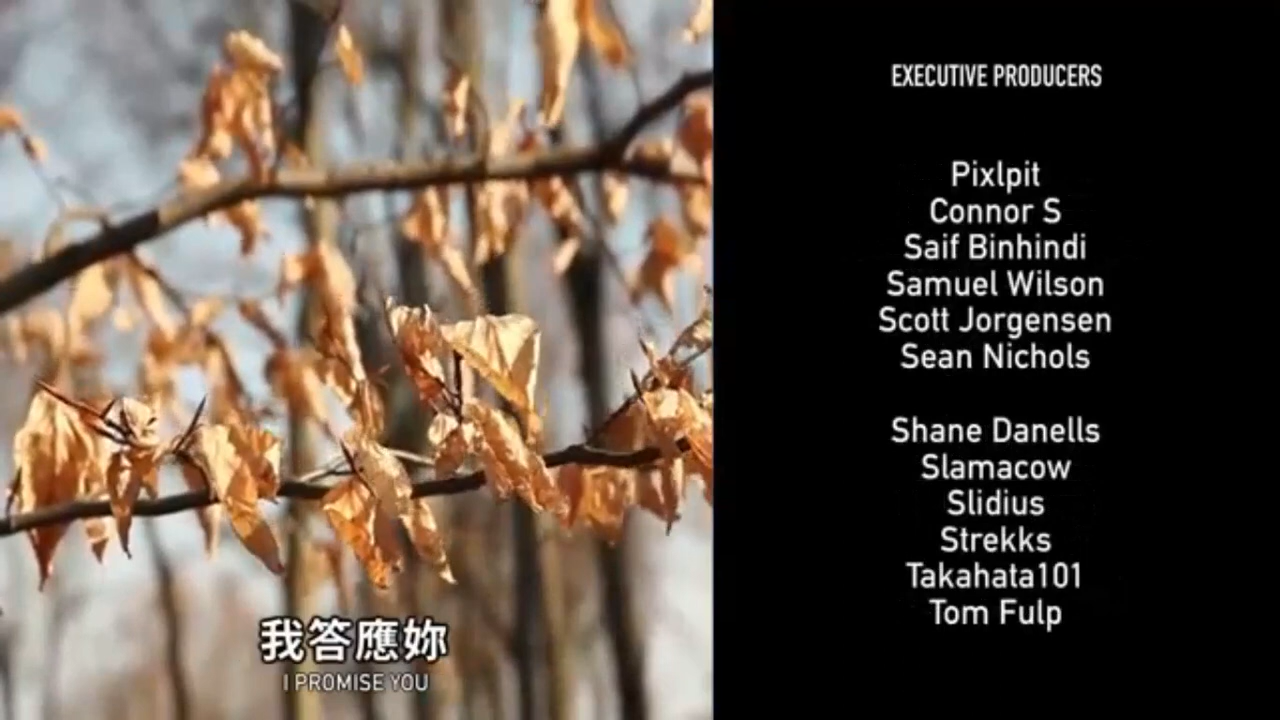 我答應妳
I PROMISE YOU
EXECUTIVE PRODUCERS
Pixlpit
Connor S
Saif Binhindi
Samuel Wilson
Scott Jorgensen
Sean Nichols
Shane Danells
Slamacow
Slidius
Strekks
Takahata101
Tom Fulp